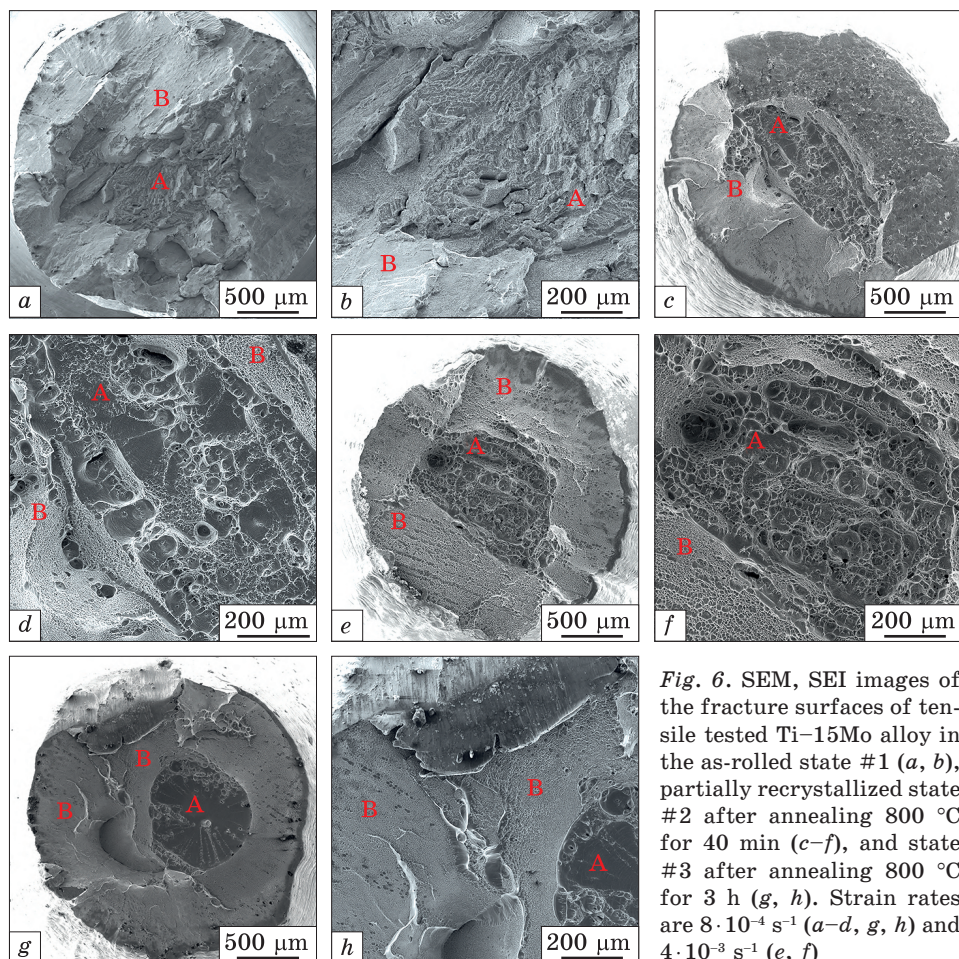 B
A
a
500 μm
A
B
b
200 μm
A
B
c
500 μm
B
A
B
d
200 μm
B
A
B
e
500 μm
A
B
f
200 μm
B
B
A
g
500 μm
B
B
A
h
200 μm
Fig. 6. SEM, SEI images of
the fracture surfaces of ten-
sile tested Ti–15Mo alloy in
the as-rolled state #1 (a, b),
partially recrystallized state
#2 after annealing 800 °C
for 40 min (c–f), and state
#3 after annealing 800 °C
for 3 h (g, h). Strain rates
are 8·10⁻⁴ s⁻¹ (a–d, g, h) and
4·10⁻³ s⁻¹ (e, f)